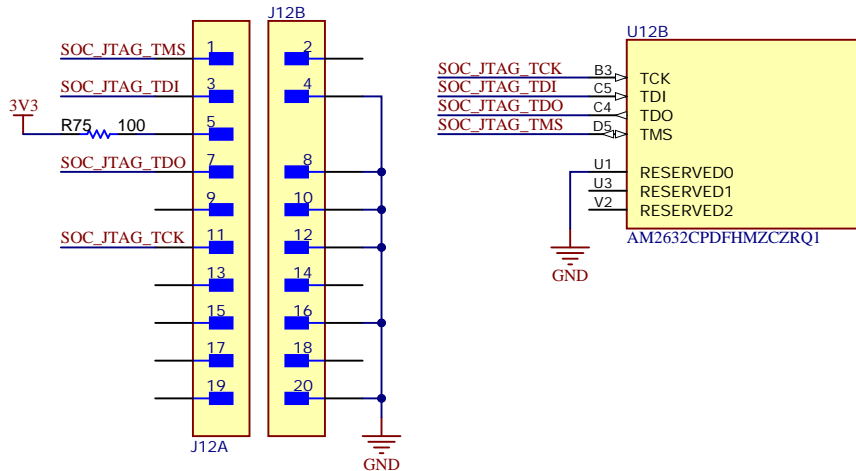 J12B
U12B
SOC_JTAG_TMS 1 2
SOC_JTAG_TDI 3 4
3V3
R75 100 5
SOC_JTAG_TDO 7 8
9 10
SOC_JTAG_TCK 11 12
13 14
15 16
17 18
19 20
J12A
GND
SOC_JTAG_TCK B3 TCK
SOC_JTAG_TDI C5 TDI
SOC_JTAG_TDO C4 TDO
SOC_JTAG_TMS D5 TMS
U1 RESERVED0
U3 RESERVED1
V2 RESERVED2
AM2632CPDFHMZCZRQ1
GND